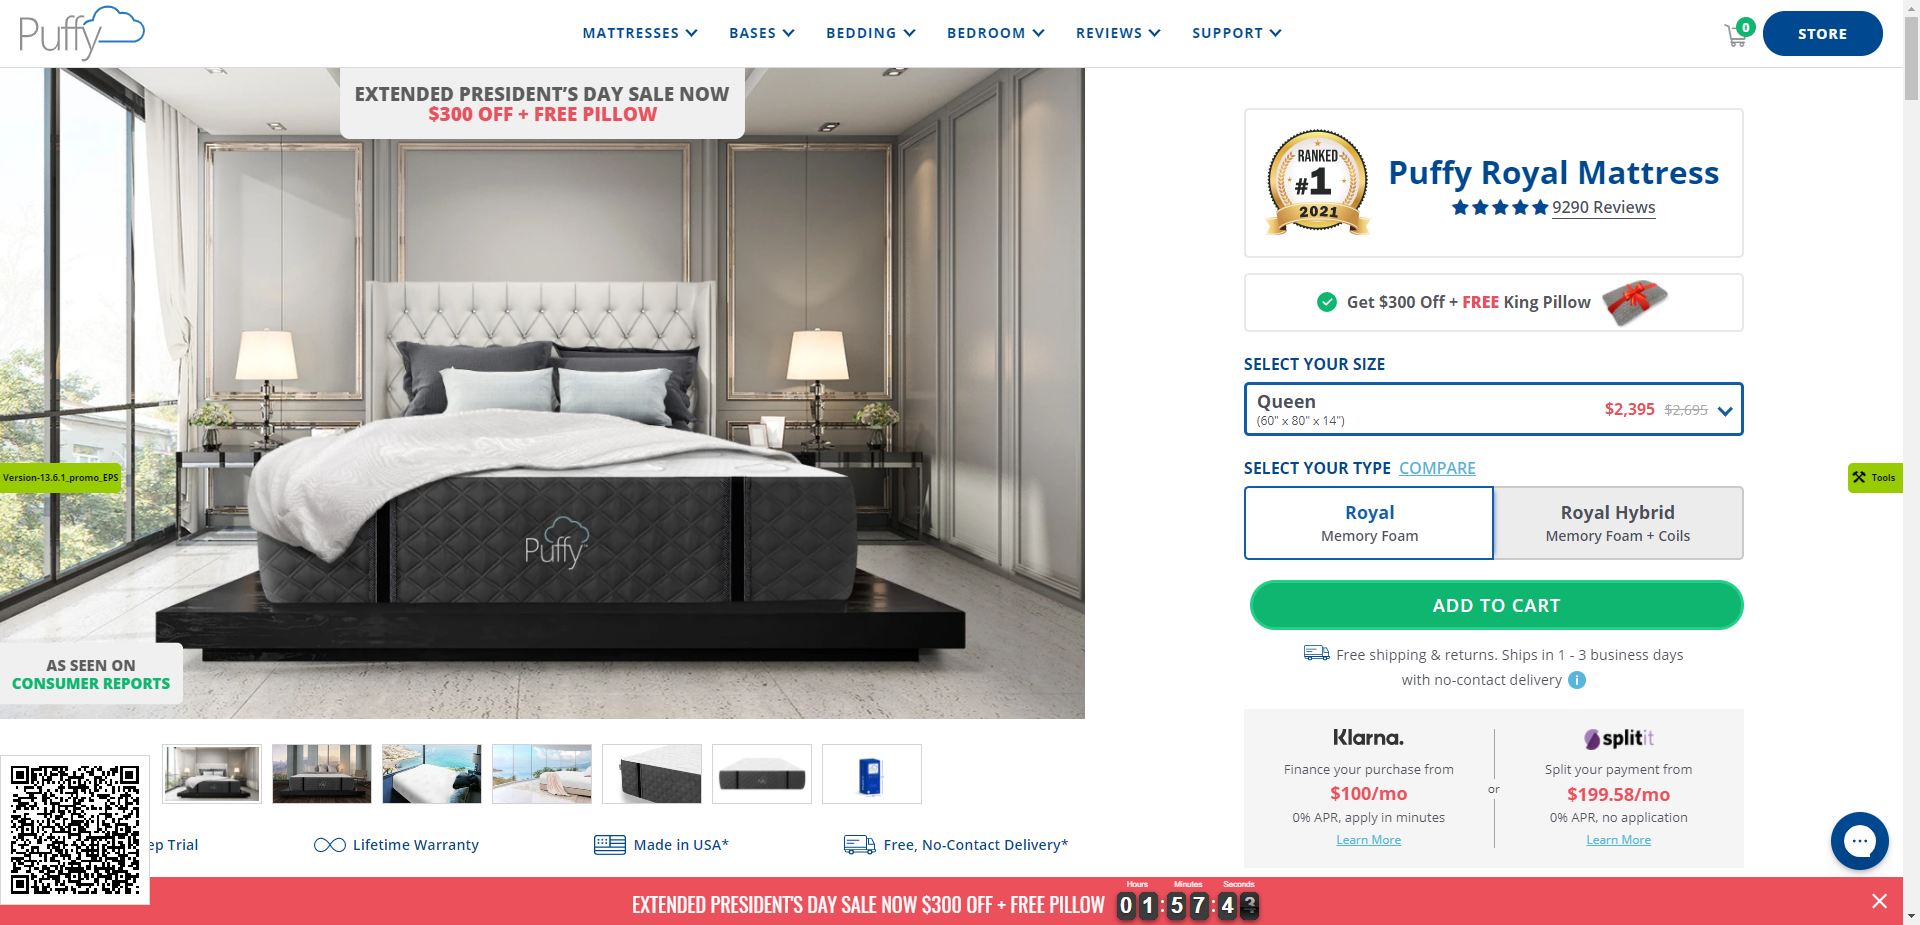 Puffy
MATTRESSES
BASES
BEDDING
BEDROOM
REVIEWS
SUPPORT
0
STORE
EXTENDED PRESIDENT'S DAY SALE NOW
$300 OFF + FREE PILLOW
RANKED
#1
2021
Puffy Royal Mattress
9290 Reviews
Get $300 Off + FREE King Pillow
SELECT YOUR SIZE
Queen
(60" x 80" x 14")
$2,395 $2,695
SELECT YOUR TYPE COMPARE
Version-13.6.1_promo_EPS
Tools
Royal
Memory Foam
Royal Hybrid
Memory Foam + Coils
Puffy
ADD TO CART
Free shipping & returns. Ships in 1 - 3 business days
with no-contact delivery
AS SEEN ON
CONSUMER REPORTS
Klarna.
Finance your purchase from
$100/mo
0% APR, apply in minutes
Learn More
or
splitit
Split your payment from
$199.58/mo
0% APR, no application
Learn More
ep Trial
Lifetime Warranty
Made in USA*
Free, No-Contact Delivery*
EXTENDED PRESIDENT'S DAY SALE NOW $300 OFF + FREE PILLOW
Hours Minutes Seconds
01:57:43